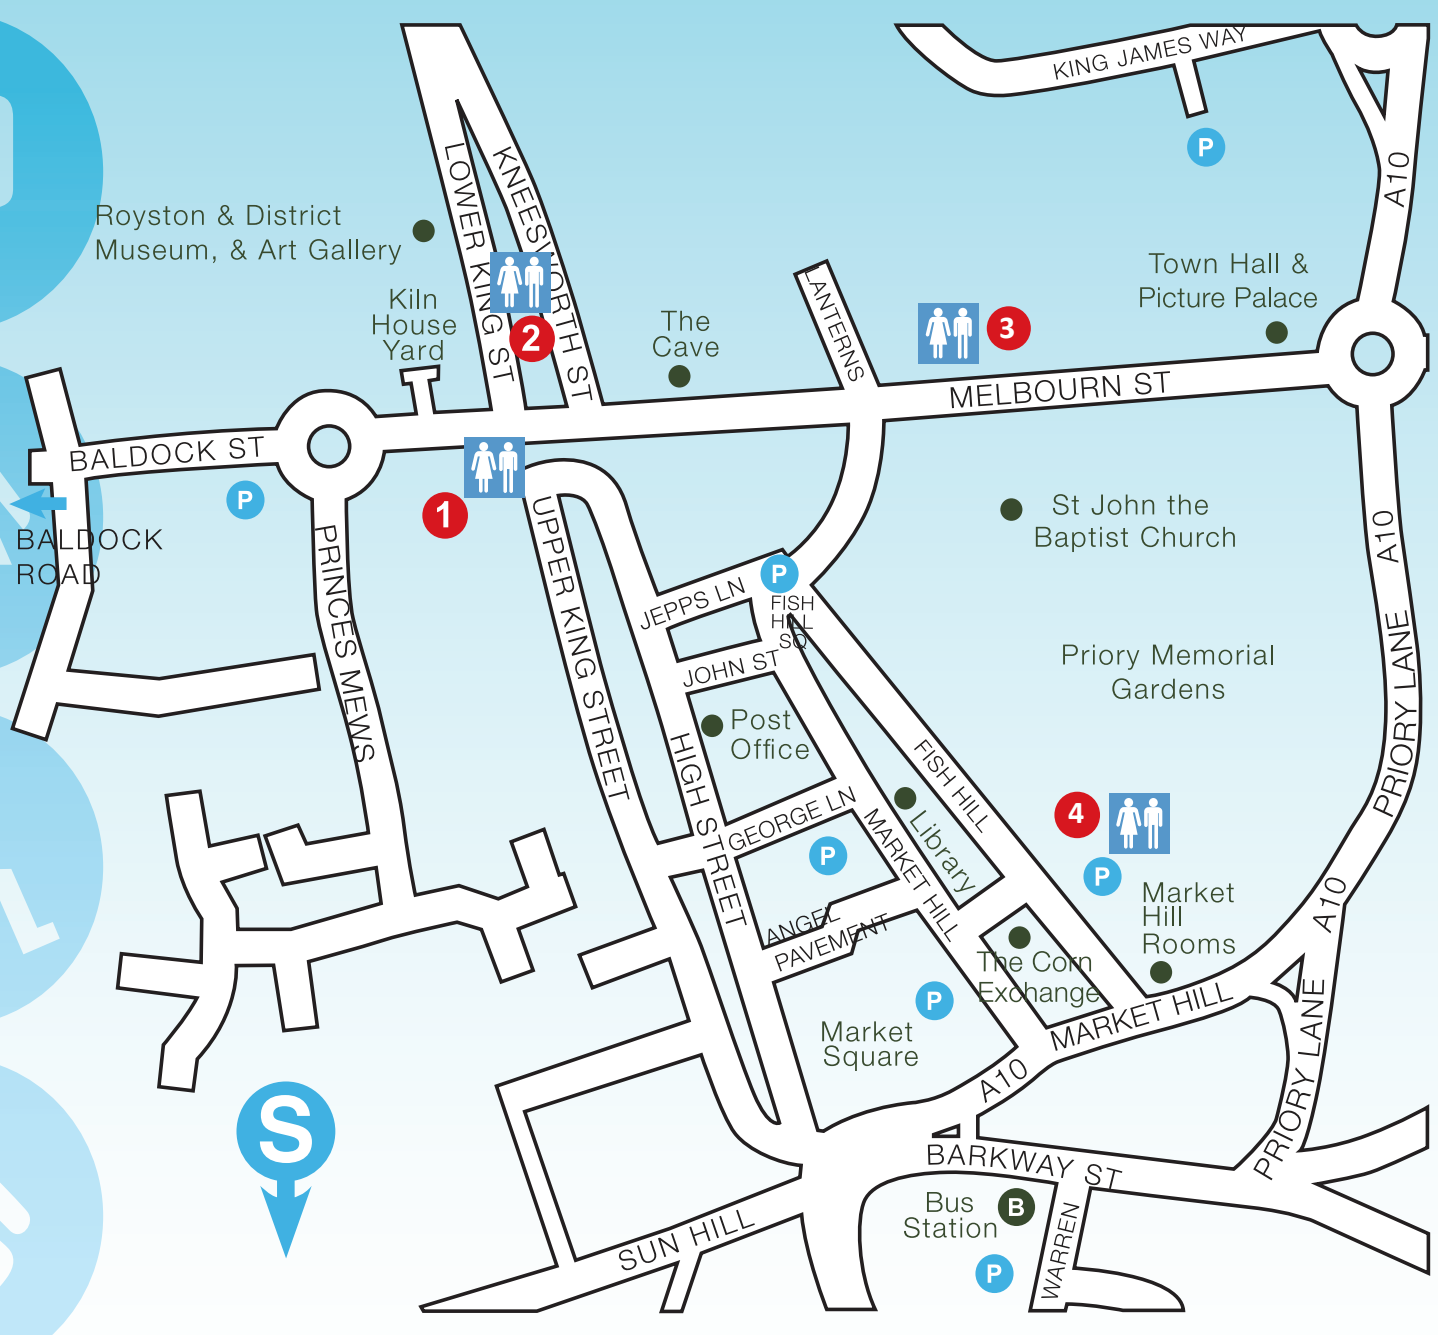 KING JAMES WAY
P
A10
LOWER KING ST
KNEESWORTH ST
Royston & District
Museum, & Art Gallery
Town Hall &
Picture Palace
Kiln
House
Yard
2
The
Cave
LANTERNS
3
MELBOURN ST
BALDOCK ST
P
1
BALDOCK
ROAD
PRINCES MEWS
UPPER KING STREET
St John the
Baptist Church
A10
JEPPS LN
P
FISH
HILL
SQ
JOHN ST
Priory Memorial
Gardens
PRIORY LANE
Post
Office
HIGH STREET
FISH HILL
GEORGE LN
MARKET HILL
Library
P
4
P
Market
Hill
Rooms
A10
ANGEL
PAVEMENT
The Corn
Exchange
P
Market
Square
MARKET HILL
A10
PRIORY LANE
S
BARKWAY ST
Bus
Station
B
SUN HILL
WARREN
P